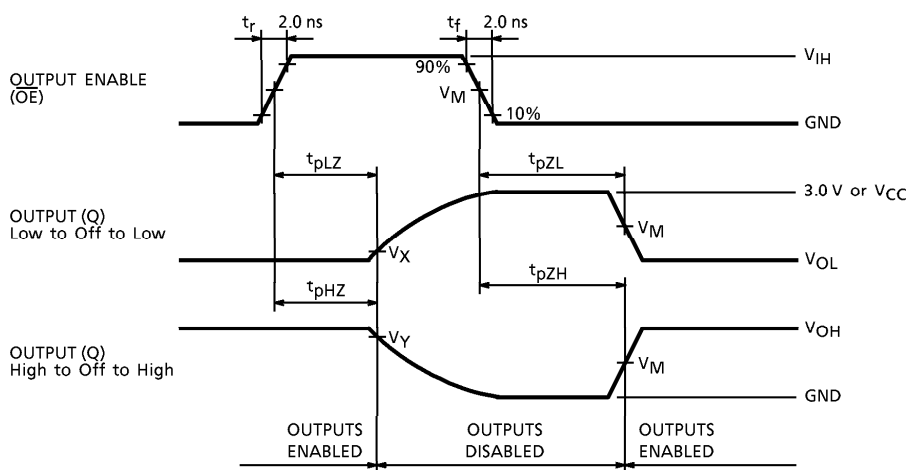 tr 2.0 ns tf 2.0 ns
OUTPUT ENABLE
(OE)
90%
VM
10%
VIH
GND
tpLZ
tpZL
OUTPUT (Q)
Low to Off to Low
VX
VM
3.0 V or VCC
VOL
tpHZ
tpZH
OUTPUT (Q)
High to Off to High
VY
VM
VOH
GND
OUTPUTS
ENABLED
OUTPUTS
DISABLED
OUTPUTS
ENABLED